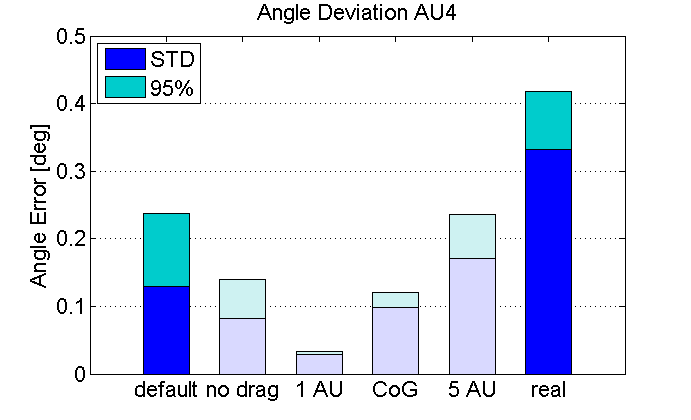 Angle Deviation AU4
0.5
STD
95%
0.4
0.3
0.2
0.1
0
Angle Error [deg]
default no drag 1 AU CoG 5 AU real